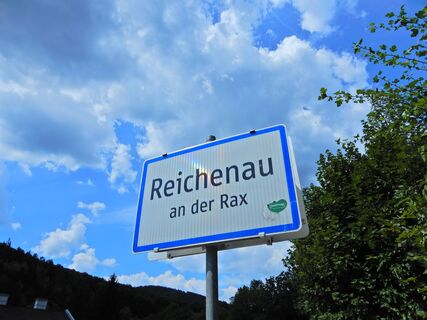 Reichenau
an der Rax